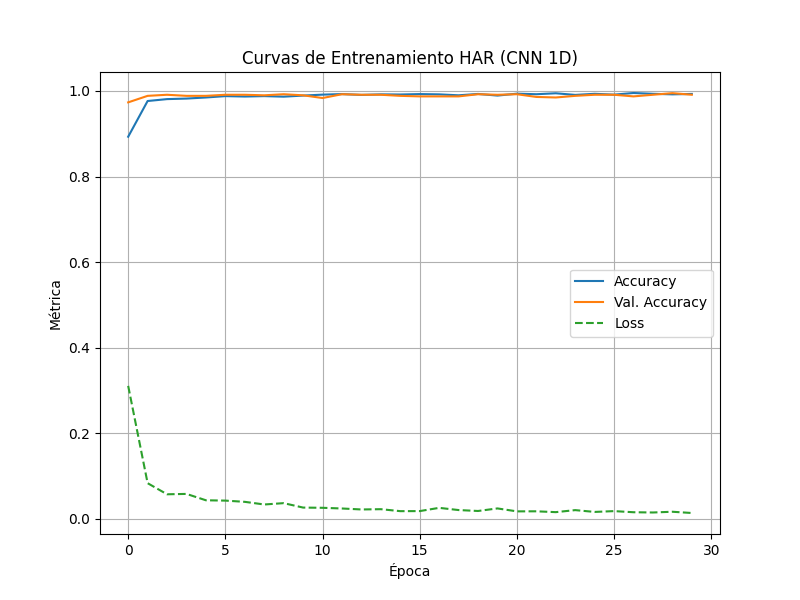 Curvas de Entrenamiento HAR (CNN 1D)
1.0
0.8
0.6
0.4
0.2
0.0
Métrica
Accuracy
Val. Accuracy
Loss
0 5 10 15 20 25 30
Época